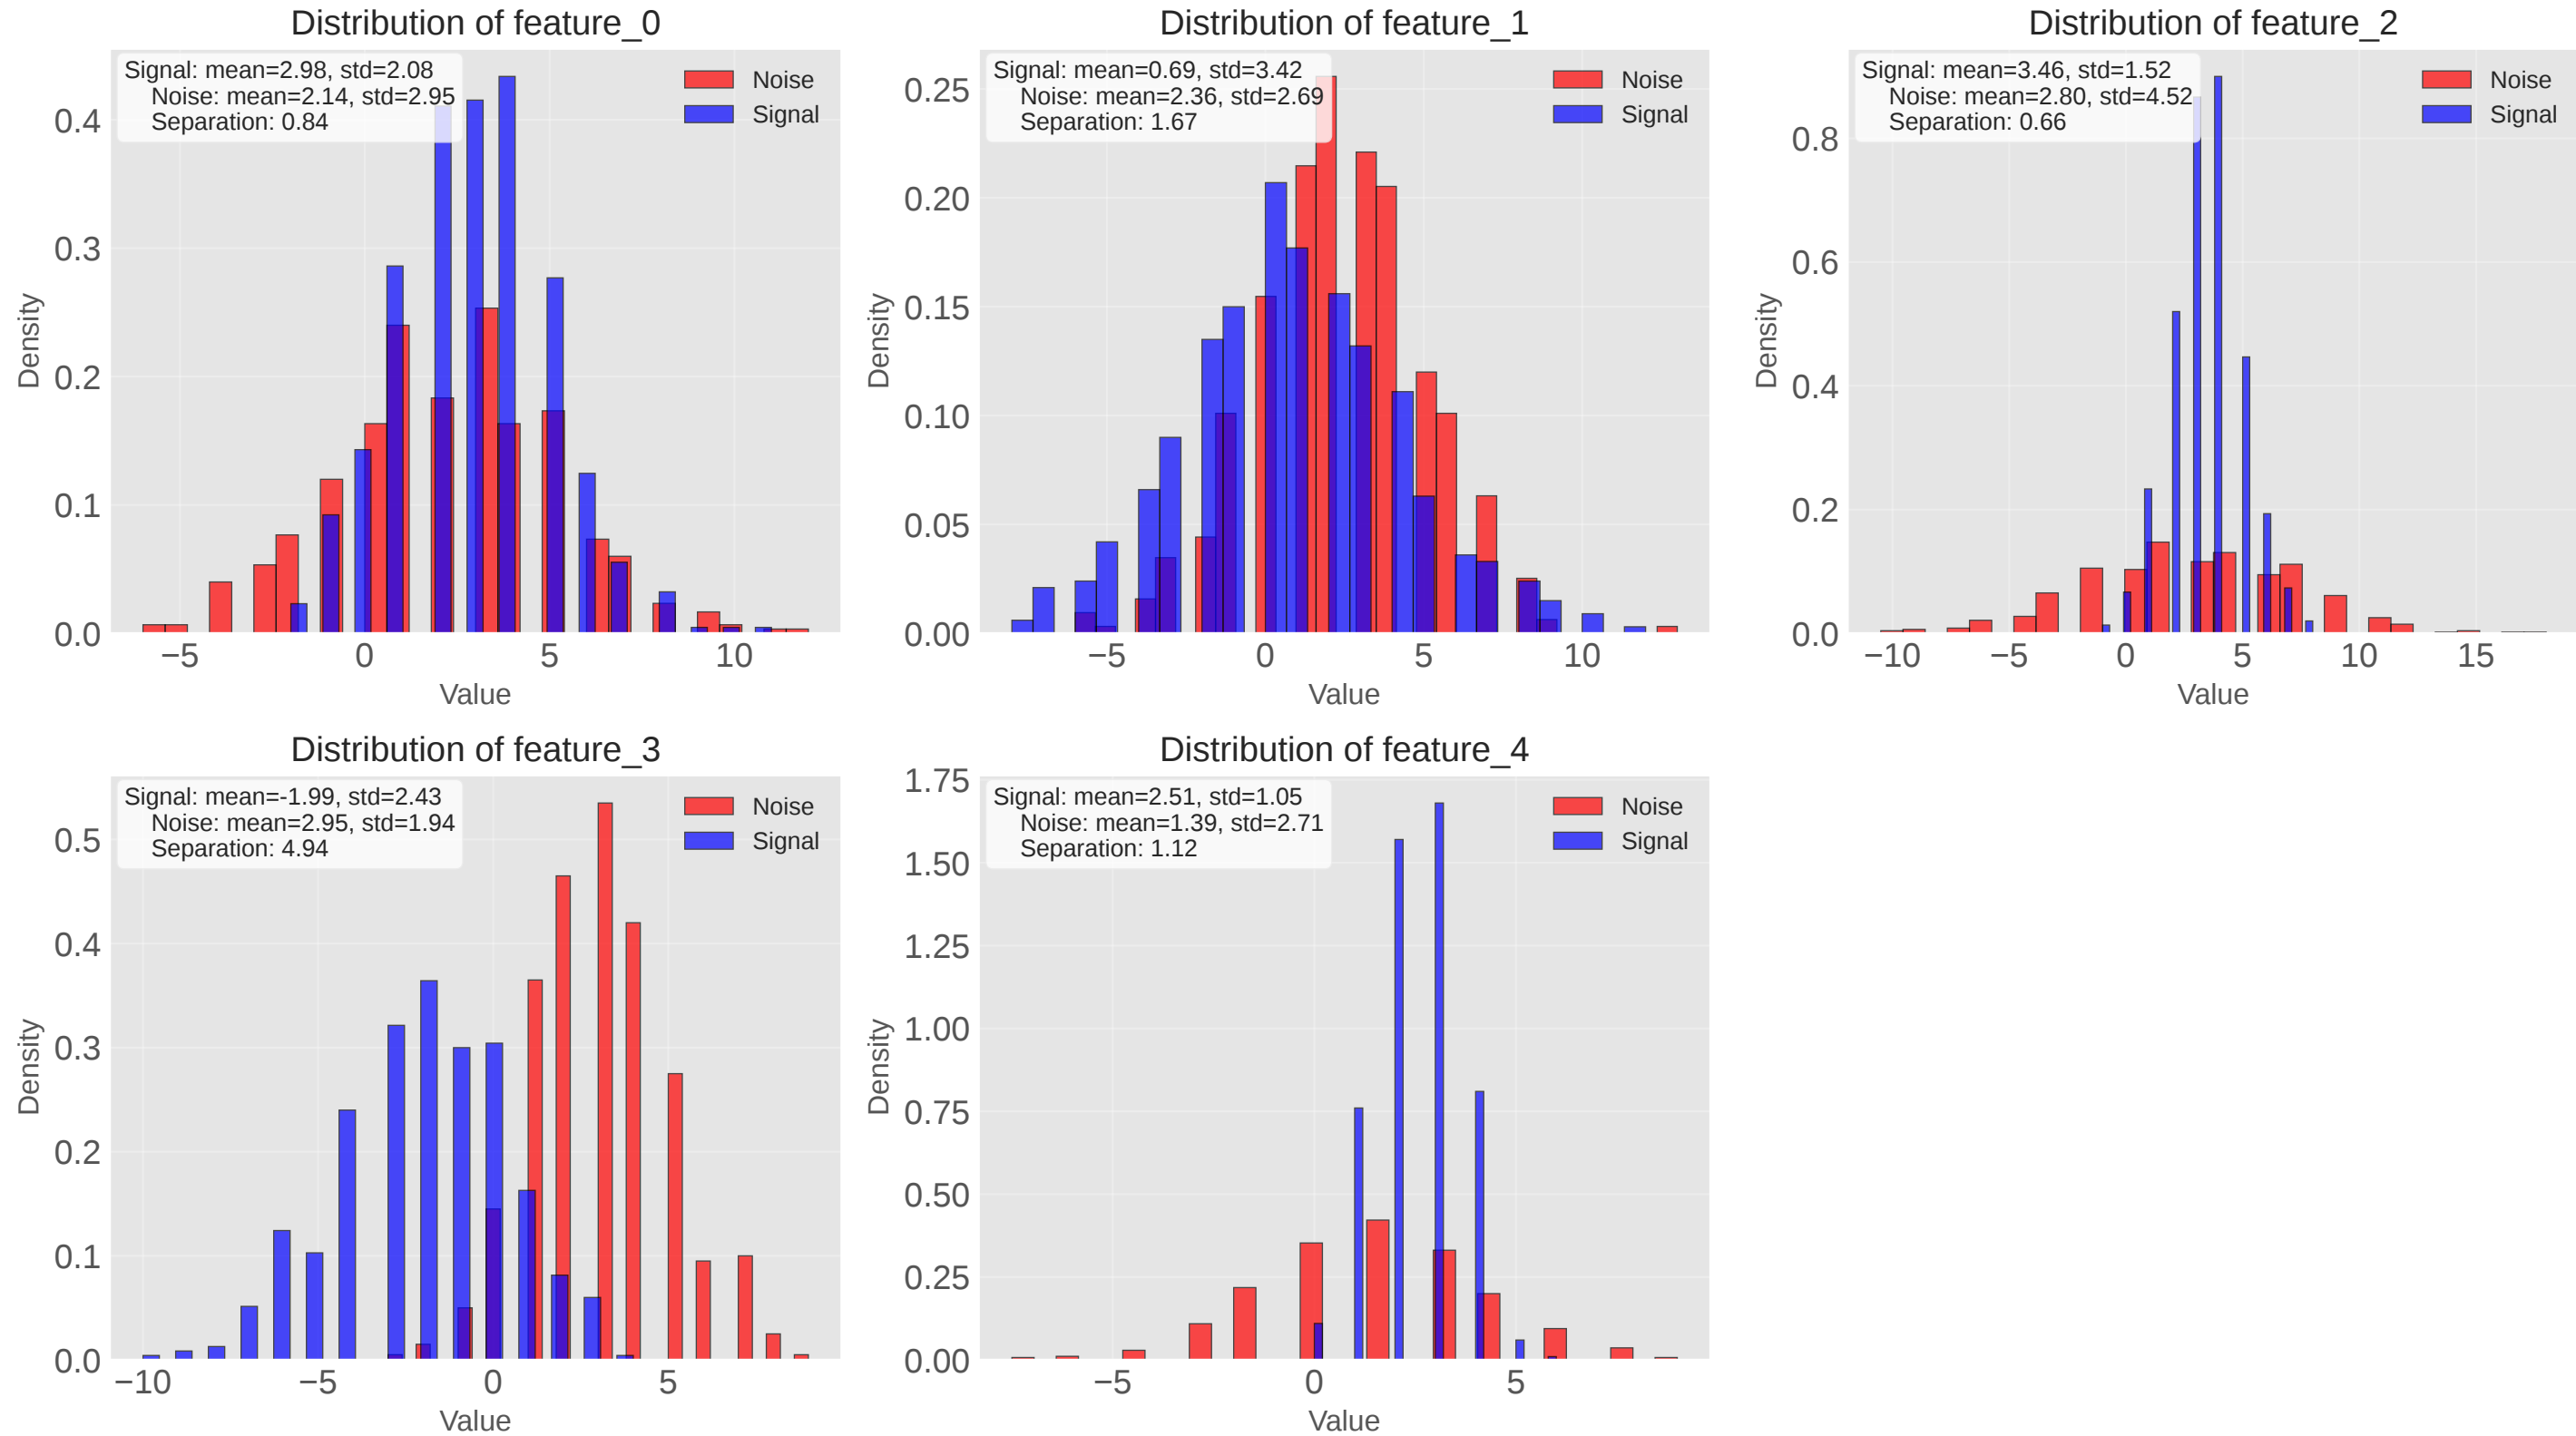 Distribution of feature_0
Signal: mean=2.98, std=2.08
Noise: mean=2.14, std=2.95
Separation: 0.84
Noise
Signal
Density
0.4
0.3
0.2
0.1
0.0
−5
0
5
10
Value
Distribution of feature_1
Signal: mean=0.69, std=3.42
Noise: mean=2.36, std=2.69
Separation: 1.67
Noise
Signal
Density
0.25
0.20
0.15
0.10
0.05
0.00
−5
0
5
10
Value
Distribution of feature_2
Signal: mean=3.46, std=1.52
Noise: mean=2.80, std=4.52
Separation: 0.66
Noise
Signal
Density
0.8
0.6
0.4
0.2
0.0
−10
−5
0
5
10
15
Value
Distribution of feature_3
Signal: mean=-1.99, std=2.43
Noise: mean=2.95, std=1.94
Separation: 4.94
Noise
Signal
Density
0.5
0.4
0.3
0.2
0.1
0.0
−10
−5
0
5
Value
Distribution of feature_4
Signal: mean=2.51, std=1.05
Noise: mean=1.39, std=2.71
Separation: 1.12
Noise
Signal
Density
1.75
1.50
1.25
1.00
0.75
0.50
0.25
0.00
−5
0
5
Value